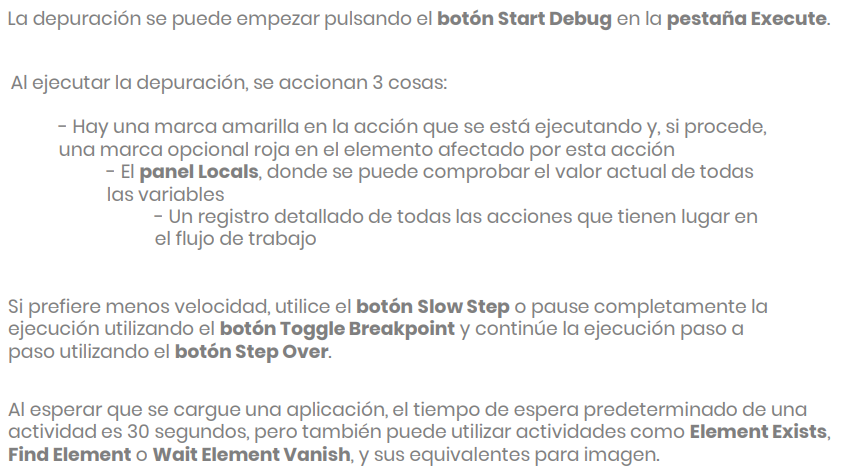 La depuración se puede empezar pulsando el botón Start Debug en la pestaña Execute.
Al ejecutar la depuración, se accionan 3 cosas:
- Hay una marca amarilla en la acción que se está ejecutando y, si procede,
una marca opcional roja en el elemento afectado por esta acción
- El panel Locals, donde se puede comprobar el valor actual de todas
las variables
- Un registro detallado de todas las acciones que tienen lugar en
el flujo de trabajo
Si prefiere menos velocidad, utilice el botón Slow Step o pause completamente la
ejecución utilizando el botón Toggle Breakpoint y continúe la ejecución paso a
paso utilizando el botón Step Over.
Al esperar que se cargue una aplicación, el tiempo de espera predeterminado de una
actividad es 30 segundos, pero también puede utilizar actividades como Element Exists,
Find Element o Wait Element Vanish, y sus equivalentes para imagen.